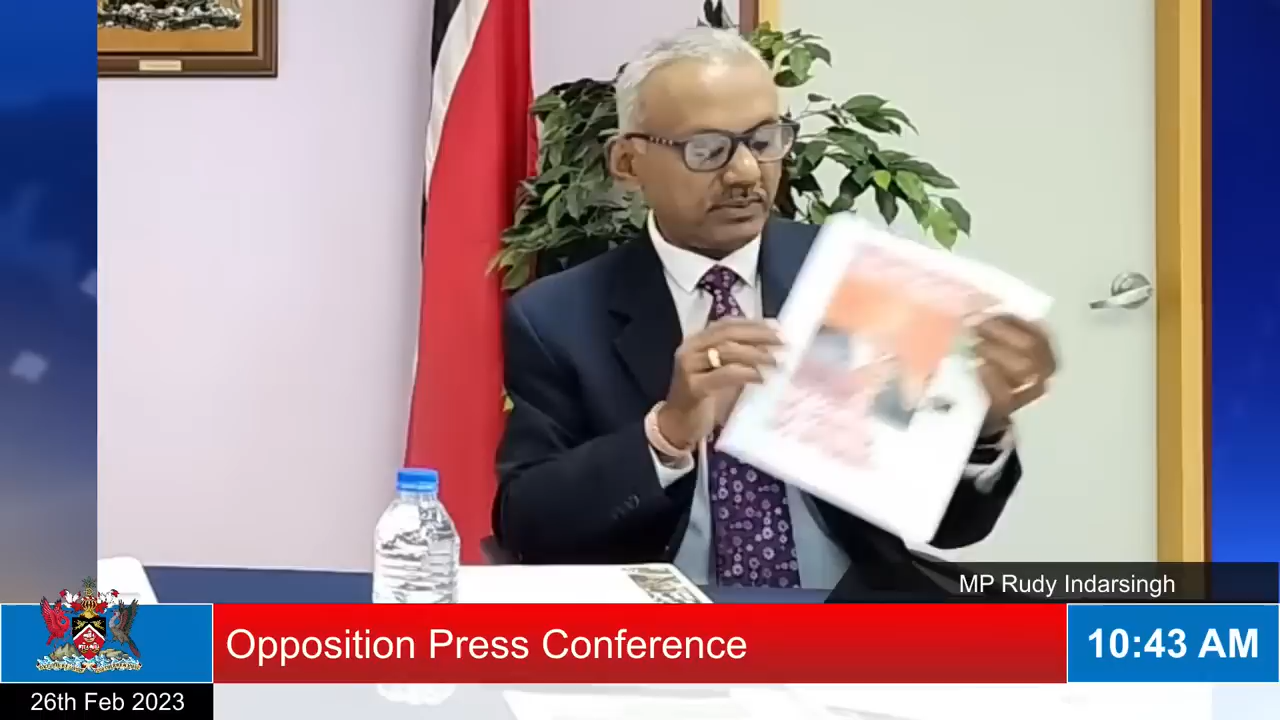 MP Rudy Indarsingh
Opposition Press Conference
10:43 AM
26th Feb 2023